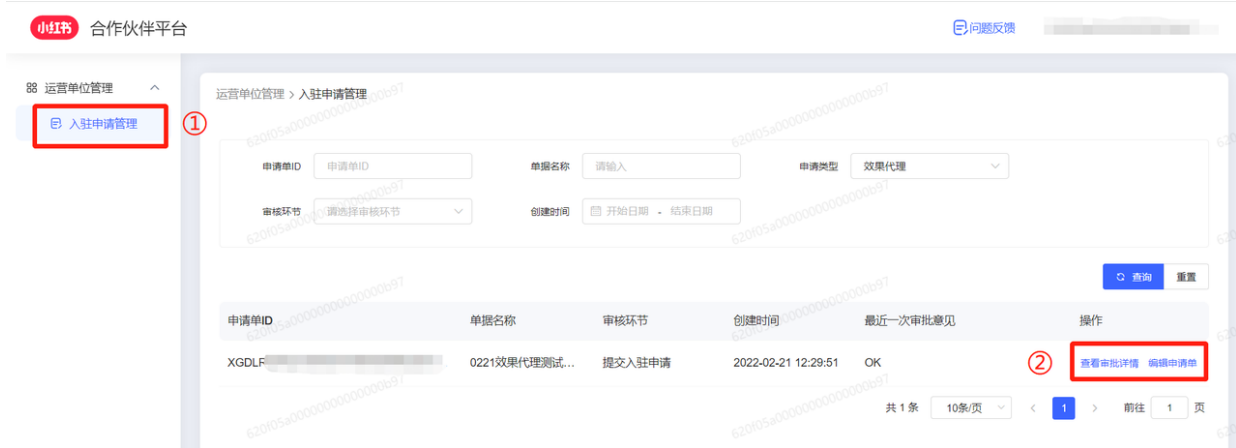 小红书 合作伙伴平台 问题反馈
运营单位管理
入驻申请管理 ①
运营单位管理 > 入驻申请管理
申请单ID 申请单ID 单据名称 请输入 申请类型 效果代理
审核环节 请选择审核环节 创建时间 开始日期 - 结束日期
查询 重置
申请单ID 单据名称 审核环节 创建时间 最近一次审批意见 操作
XGDLR 0221效果代理测试... 提交入驻申请 2022-02-21 12:29:51 OK ② 查看审批详情 编辑申请单
共 1 条 10条/页 < 1 > 前往 1 页
620f05a00000000000b97